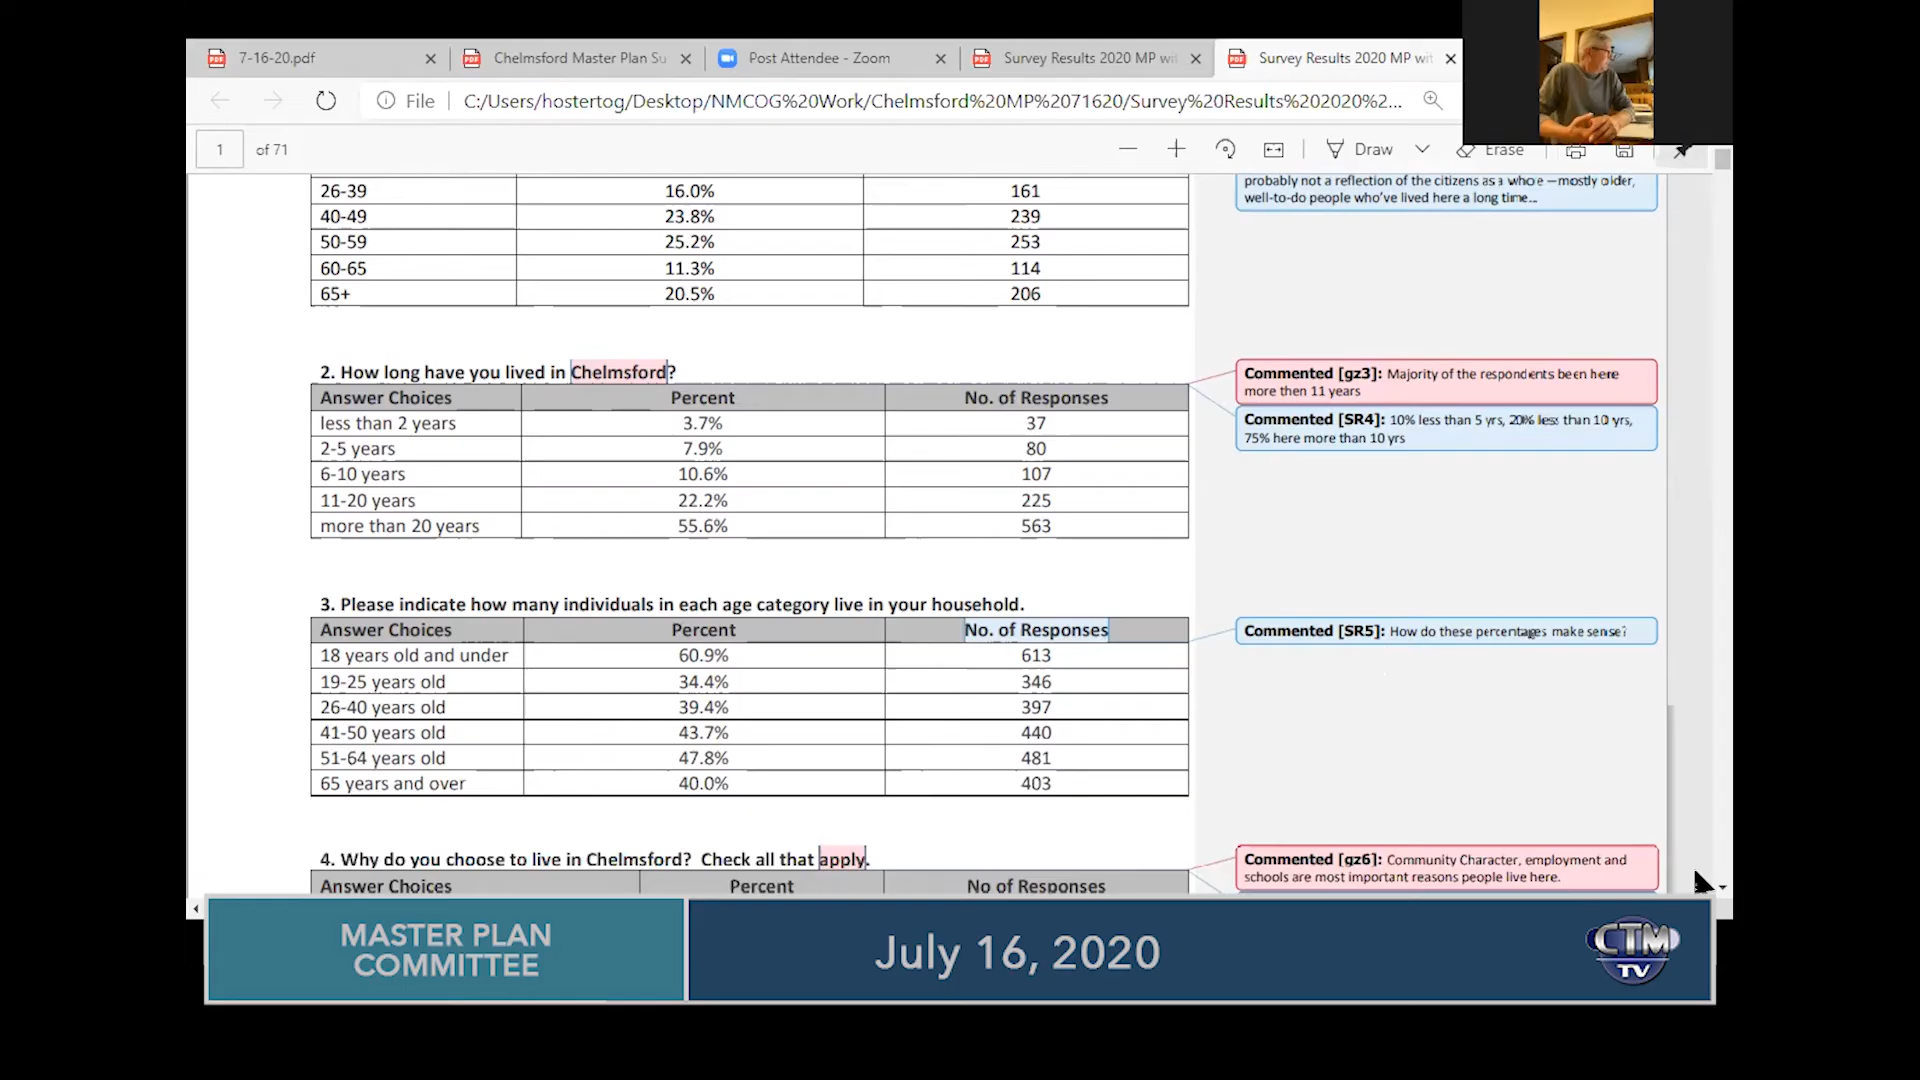 7-16-20.pdf
Chelmsford Master Plan Su
Post Attendee - Zoom
Survey Results 2020 MP wit
Survey Results 2020 MP wit
File
C:/Users/hostertog/Desktop/NMCOG%20Work/Chelmsford%20MP%2071620/Survey%20Results%202020%2...
1 of 71
Draw
Erase
26-39 16.0% 161
40-49 23.8% 239
50-59 25.2% 253
60-65 11.3% 114
65+ 20.5% 206
probably not a reflection of the citizens as a whole – mostly older,
well-to-do people who've lived here a long time...
2. How long have you lived in Chelmsford?
Answer Choices Percent No. of Responses
less than 2 years 3.7% 37
2-5 years 7.9% 80
6-10 years 10.6% 107
11-20 years 22.2% 225
more than 20 years 55.6% 563
Commented [gz3]: Majority of the respondents been here
more then 11 years
Commented [SR4]: 10% less than 5 yrs, 20% less than 10 yrs,
75% here more than 10 yrs
3. Please indicate how many individuals in each age category live in your household.
Answer Choices Percent No. of Responses
18 years old and under 60.9% 613
19-25 years old 34.4% 346
26-40 years old 39.4% 397
41-50 years old 43.7% 440
51-64 years old 47.8% 481
65 years and over 40.0% 403
Commented [SR5]: How do these percentages make sense?
4. Why do you choose to live in Chelmsford? Check all that apply.
Answer Choices Percent No of Responses
Commented [gz6]: Community Character, employment and
schools are most important reasons people live here.
MASTER PLAN
COMMITTEE
July 16, 2020
CTM
TV